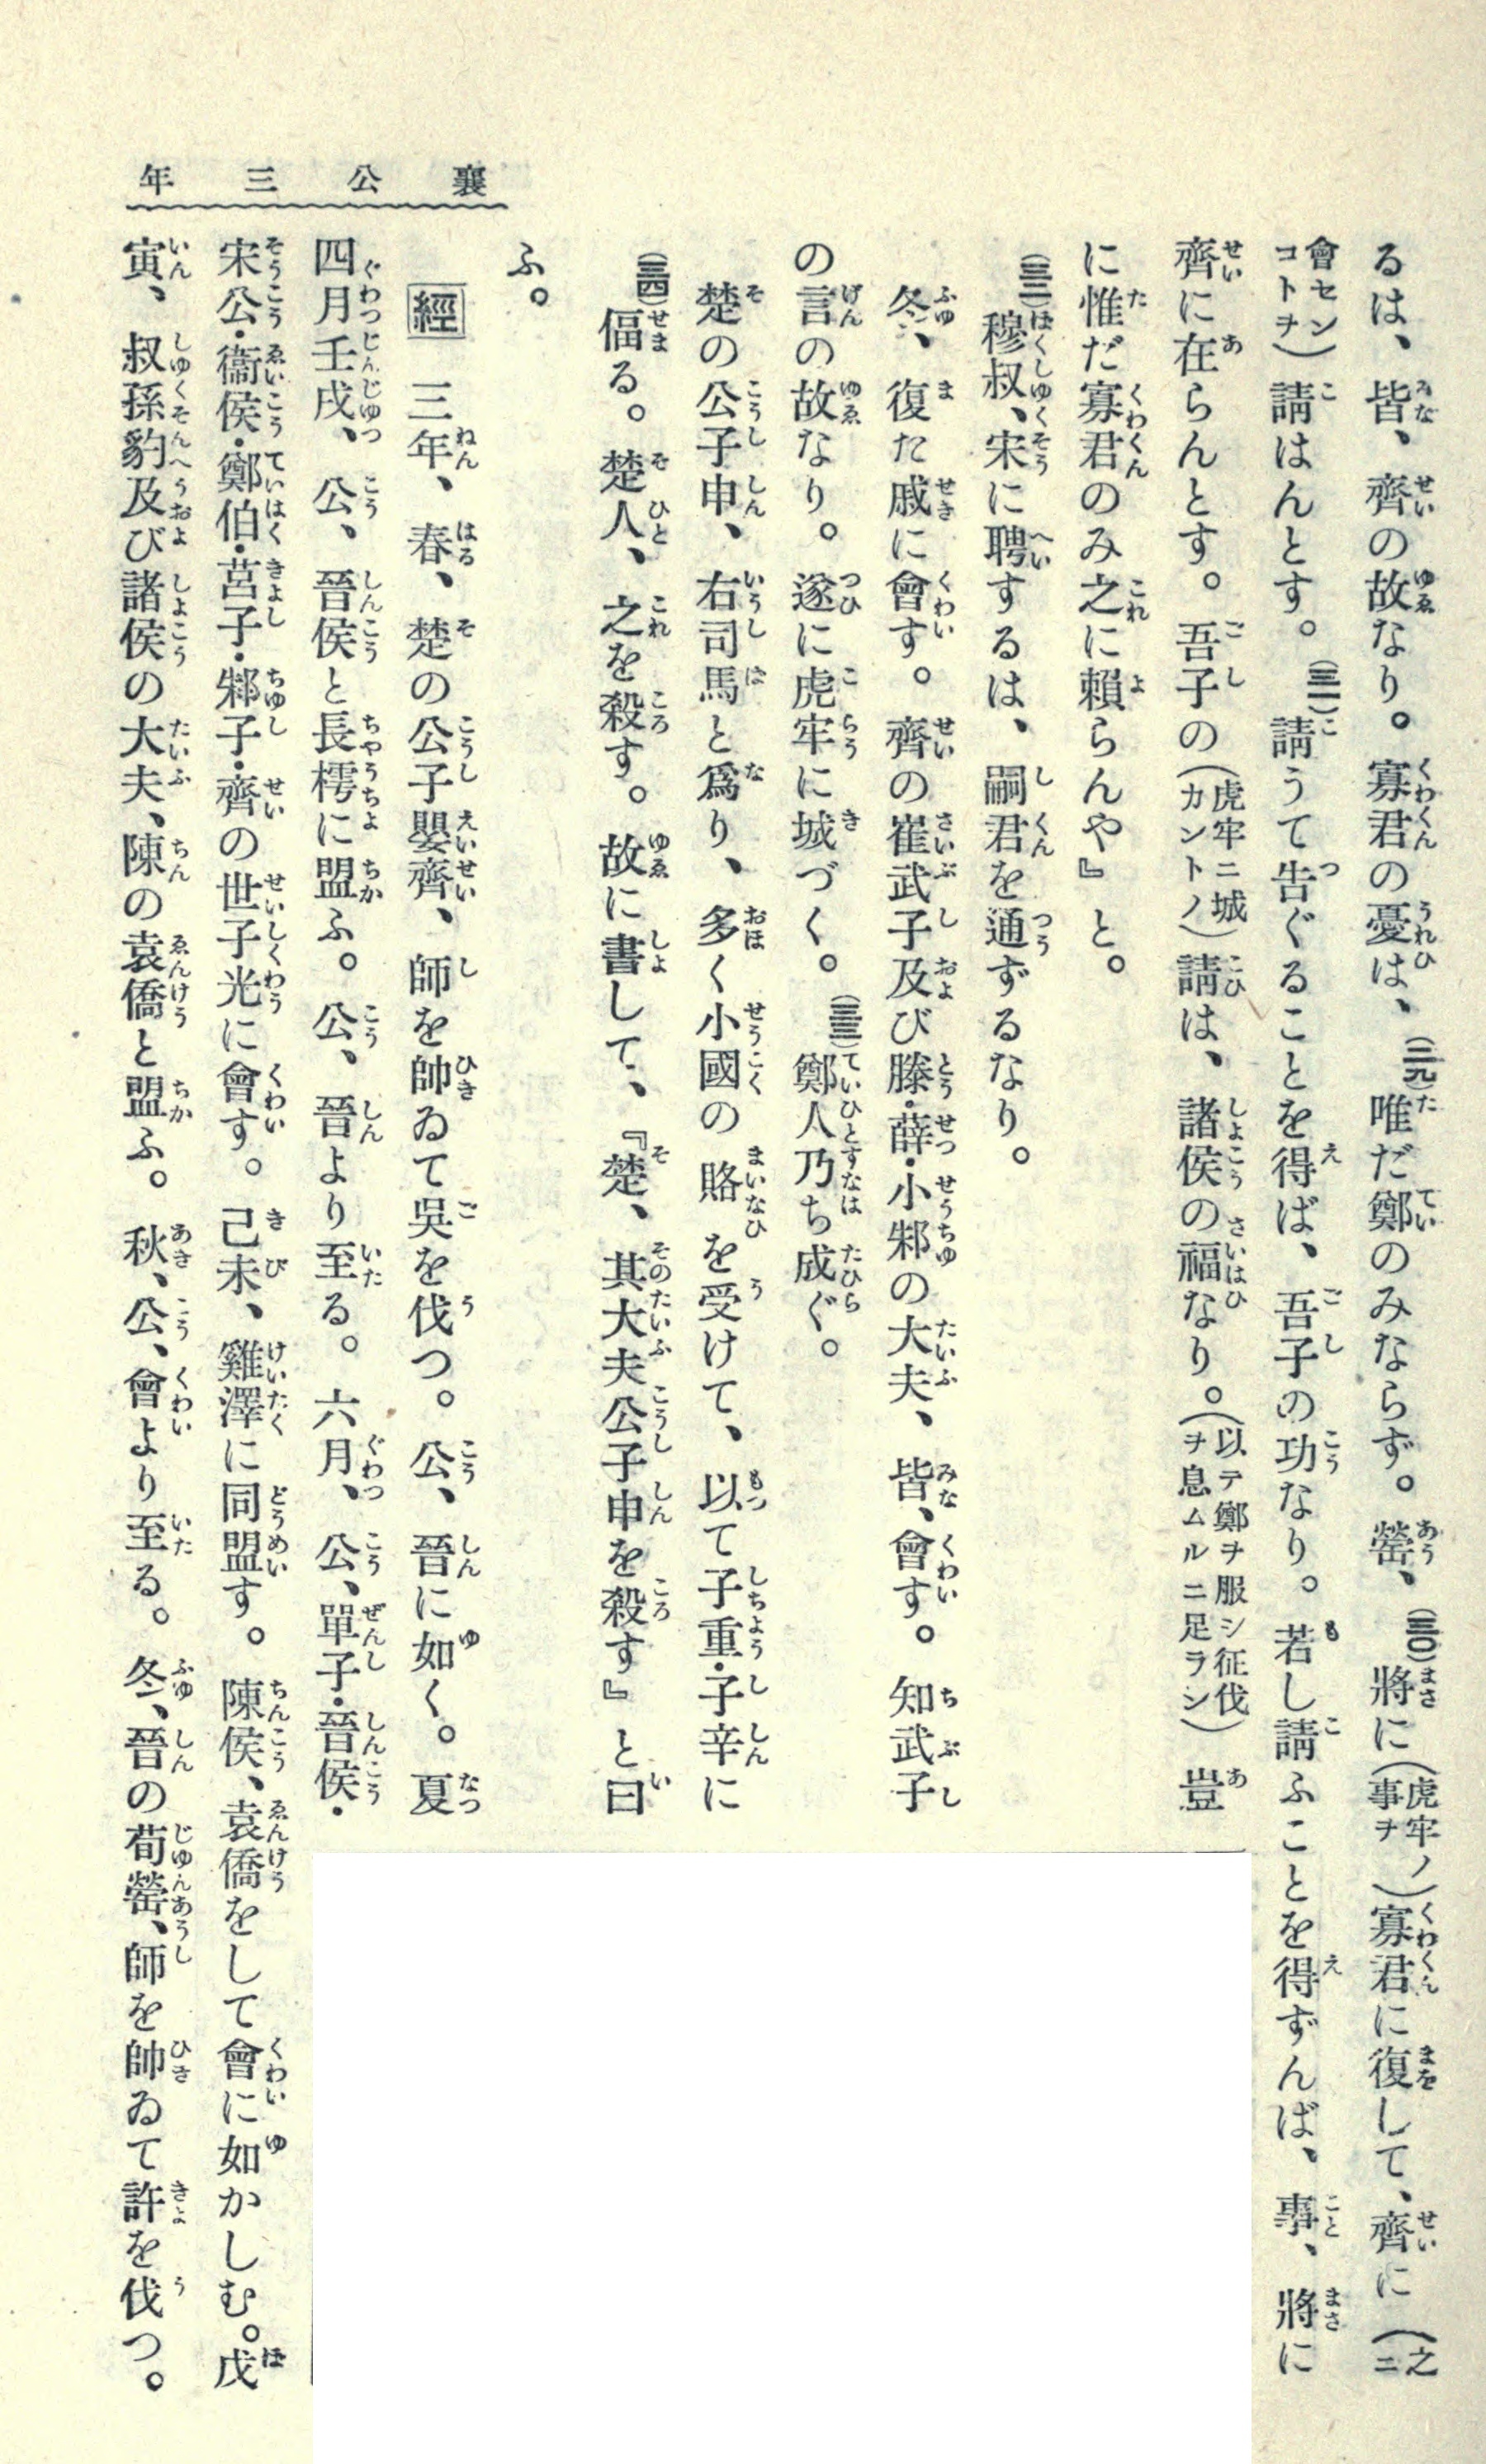 襄公三年
るは、皆、齊の故なり。寡君の憂は、(二九)唯だ鄭のみならず。罃、(三〇)將に(虎牢ノ事ヲ)寡君に復して、齊に(之ニ
會センコトヲ)請はんとす。(三一)請うて告ぐることを得ば、吾子の功なり。若し請ふことを得ずんば、事、將に
齊に在らんとす。吾子の(虎牢ニ城カントノ)請は、諸侯の福なり。(以テ鄭ヲ服シ征伐ヲ息ムルニ足ラン)豈
に惟だ寡君のみ之に賴らんや』と。
(三二)穆叔、宋に聘するは、嗣君を通ずるなり。
冬、復た戚に會す。齊の崔武子及び滕・薛・小邾の大夫、皆、會す。知武子
の言の故なり。遂に虎牢に城づく。(三三)鄭人乃ち成ぐ。
楚の公子申、右司馬と爲り、多く小國の賂を受けて、以て子重・子辛に
(三四)偪る。楚人、之を殺す。故に書して、『楚、其大夫公子申を殺す』と曰
ふ。
經 三年、春、楚の公子嬰齊、師を帥ゐて吳を伐つ。公、晉に如く。夏
四月壬戌、公、晉侯と長樗に盟ふ。公、晉より至る。六月、公、單子・晉侯・
宋公・衞侯・鄭伯・莒子・邾子・齊の世子光に會す。己未、雞澤に同盟す。陳侯、袁僑をして會に如かしむ。戊
寅、叔孫豹及び諸侯の大夫、陳の袁僑と盟ふ。秋、公、會より至る。冬、晉の荀罃、師を帥ゐて許を伐つ。